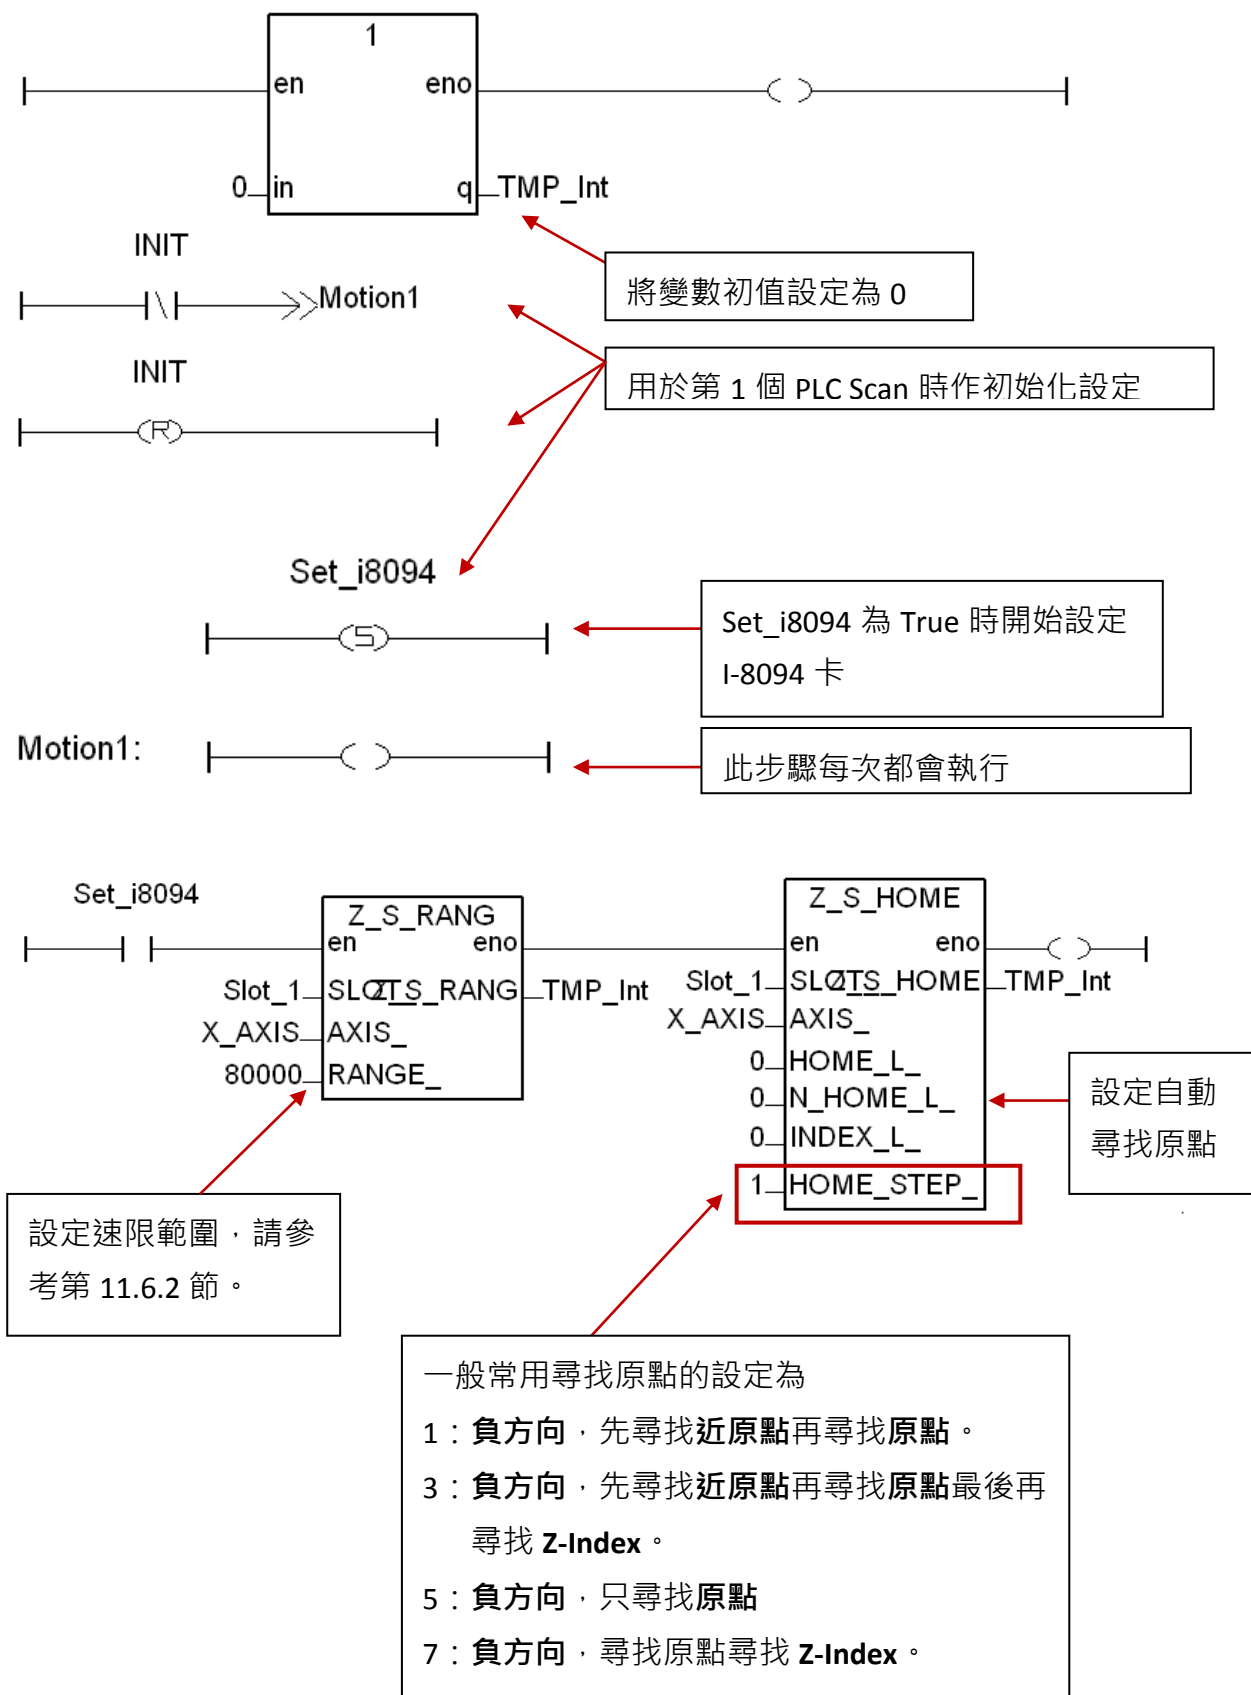 1
en eno
0 in q TMP_Int
將變數初值設定為 0
INIT
Motion1
用於第 1 個 PLC Scan 時作初始化設定
INIT
R
Set_i8094
S
Set_i8094 為 True 時開始設定
I-8094 卡
Motion1:
此步驟每次都會執行
Set_i8094
Z_S_RANG
en eno
Slot_1 SLOT_ Z_S_RANG TMP_Int
X_AXIS AXIS_
80000 RANGE_
Z_S_HOME
en eno
Slot_1 SLOT_ Z_S_HOME TMP_Int
X_AXIS AXIS_
0 HOME_L_
0 N_HOME_L_
0 INDEX_L_
1 HOME_STEP_
設定自動
尋找原點
設定速限範圍，請參
考第 11.6.2 節。
一般常用尋找原點的設定為
1：負方向，先尋找近原點再尋找原點。
3：負方向，先尋找近原點再尋找原點最後再
尋找 Z-Index。
5：負方向，只尋找原點
7：負方向，尋找原點尋找 Z-Index。